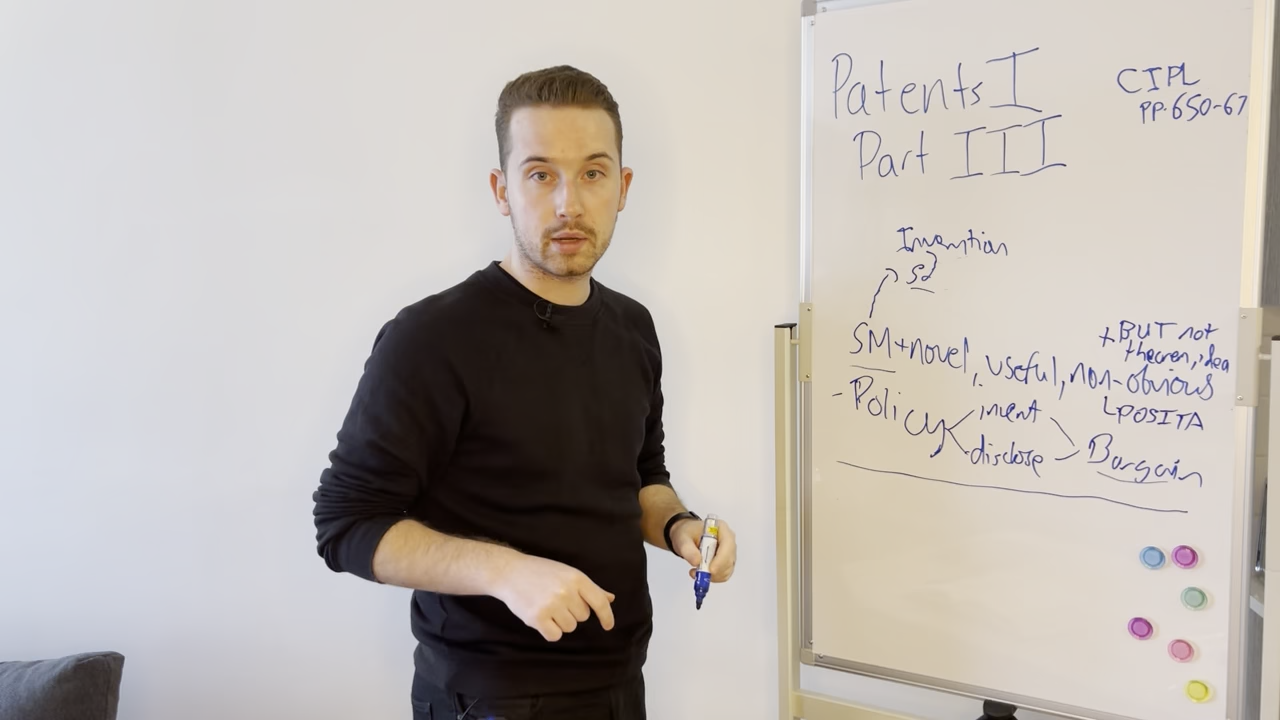 Patents I
Part III
CIPL
PP.650-67
Invention
SM+novel, useful, non-obvious
+BUT not
theorem, idea
POSITA
-Policy
invent
disclose
Bargain